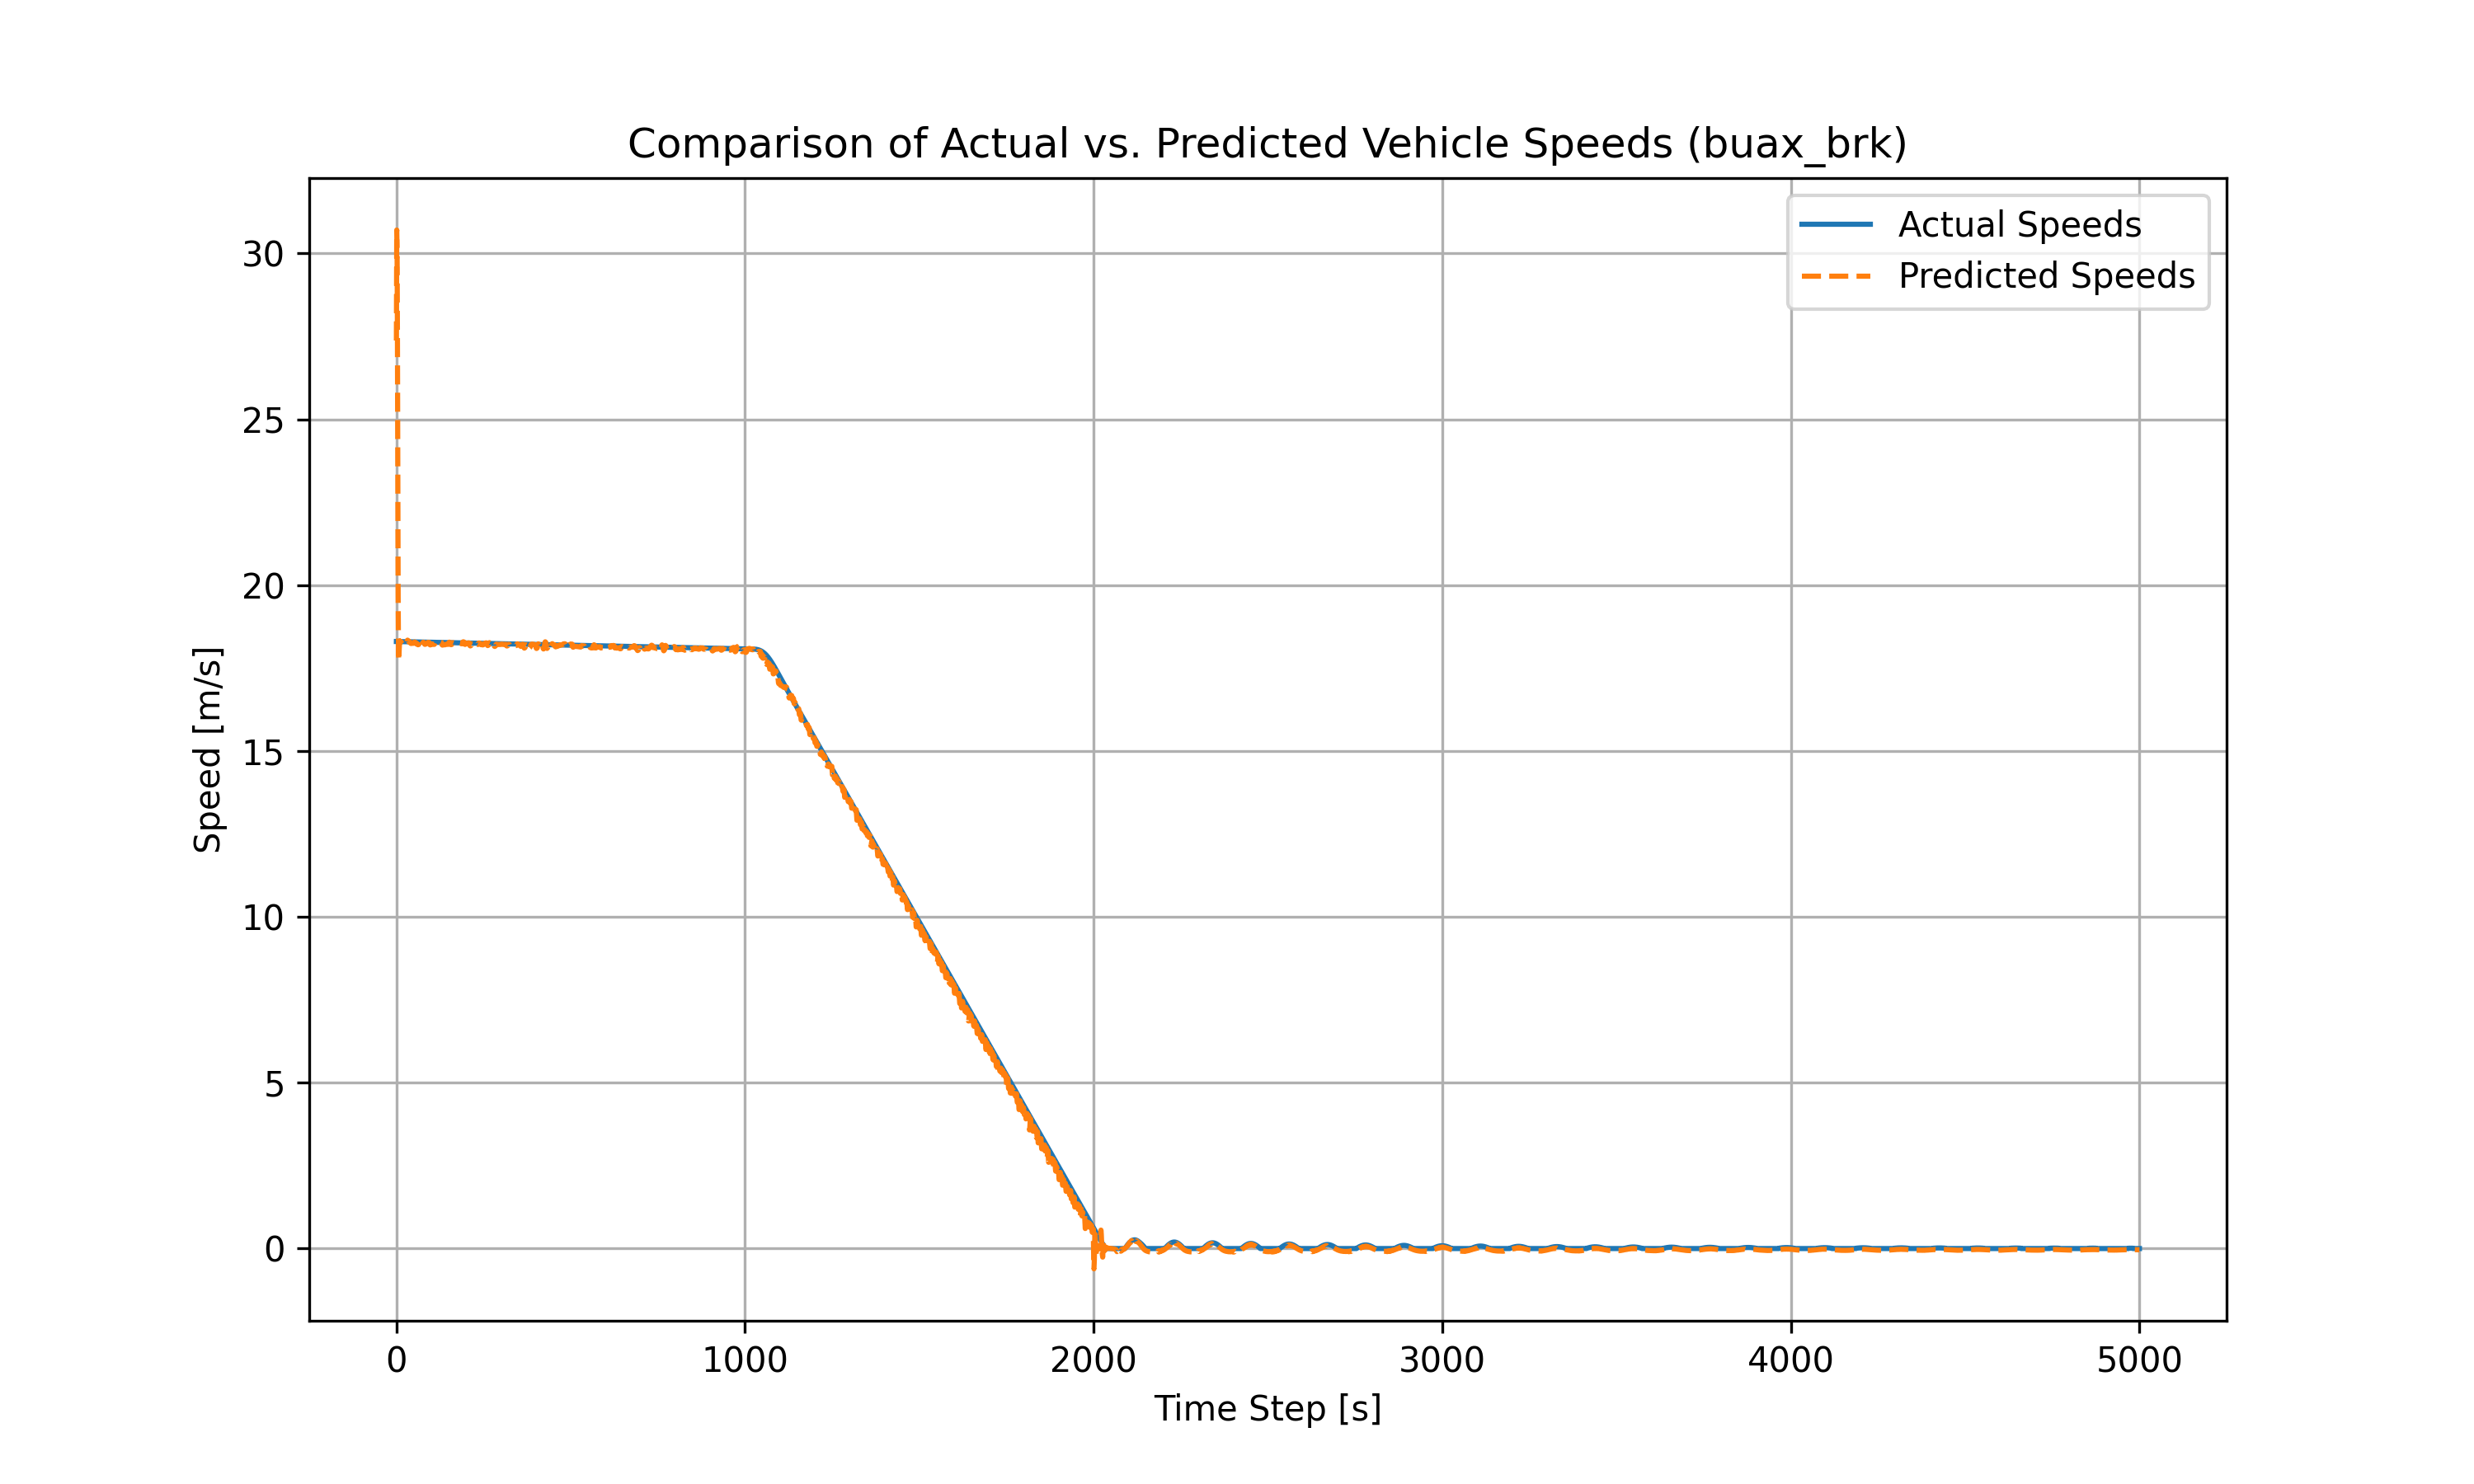 Comparison of Actual vs. Predicted Vehicle Speeds (buax_brk)
Actual Speeds
Predicted Speeds
30
25
20
15
10
5
0
Speed [m/s]
0 1000 2000 3000 4000 5000
Time Step [s]